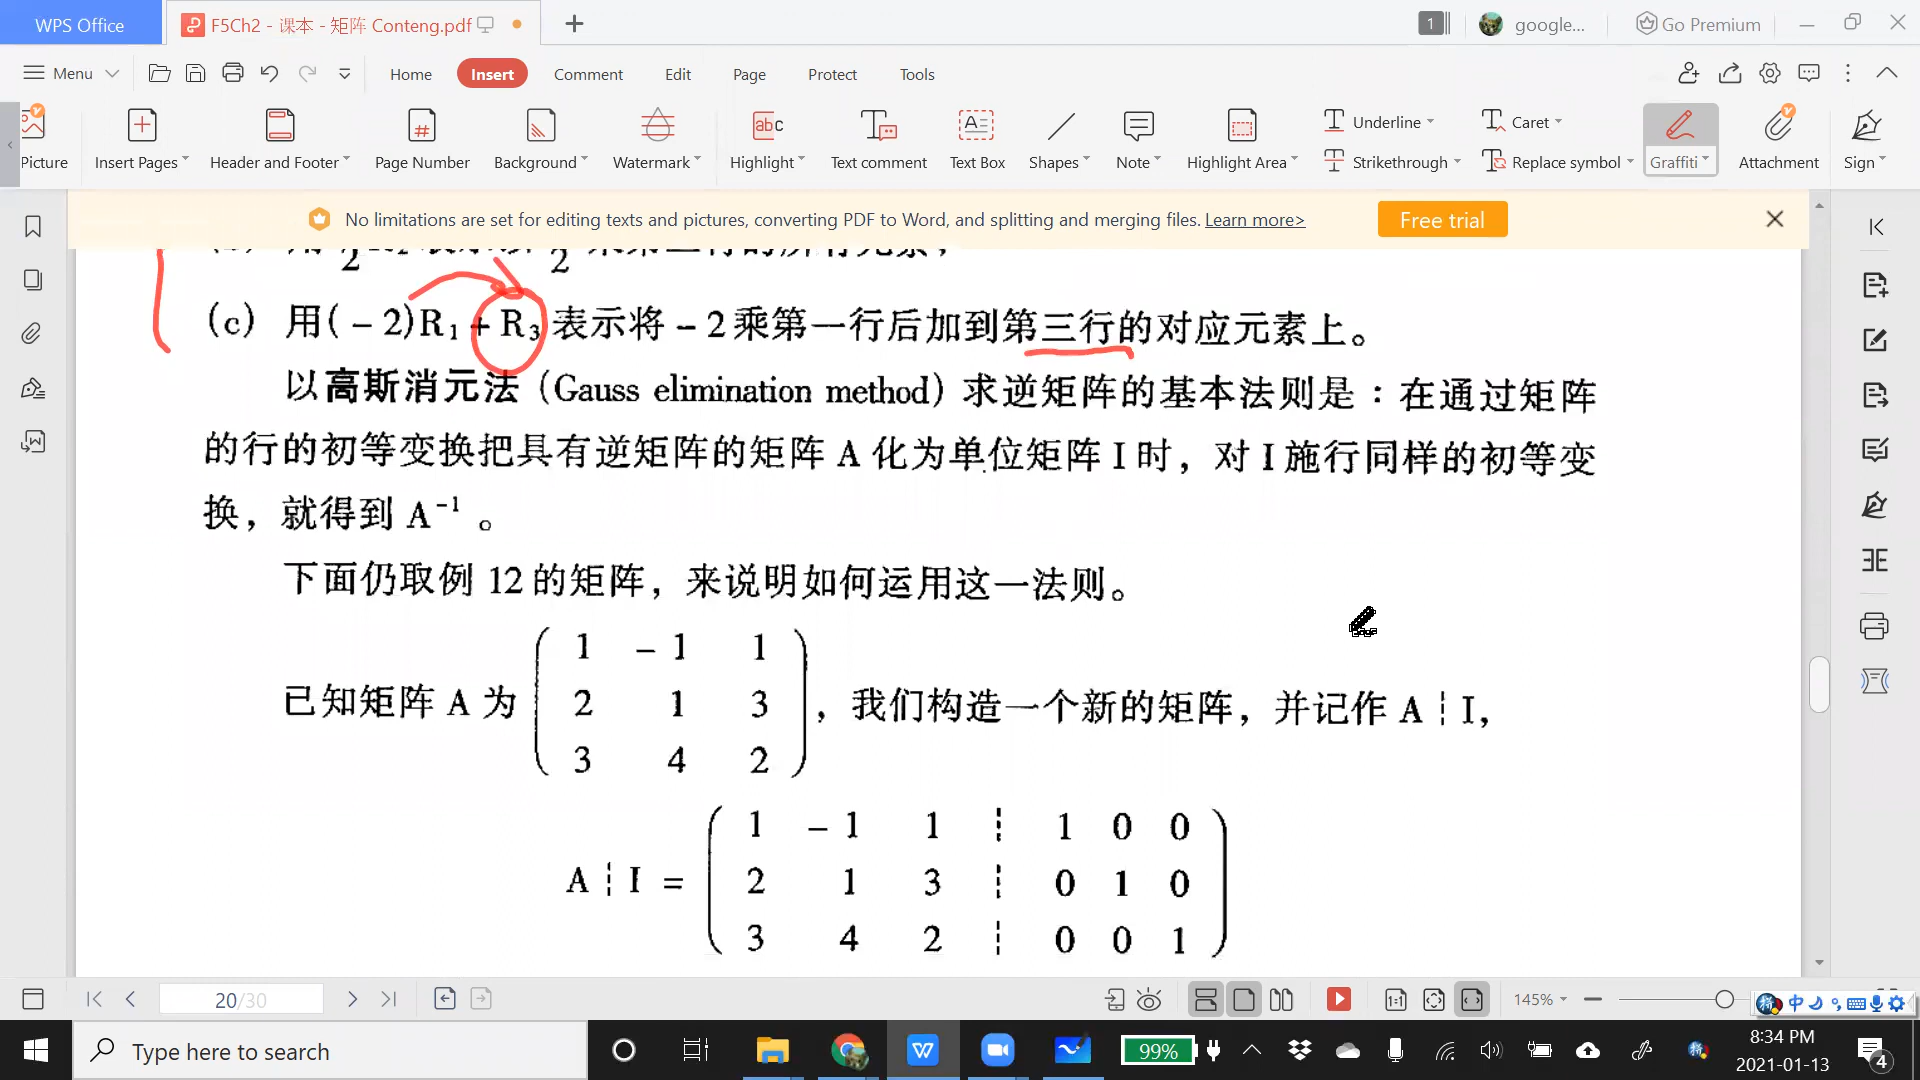 WPS Office
F5Ch2 - 课本 - 矩阵 Conteng.pdf
1
google...
Go Premium
Menu
Home
Insert
Comment
Edit
Page
Protect
Tools
Picture
Insert Pages
Header and Footer
Page Number
Background
Watermark
Highlight
Text comment
Text Box
Shapes
Note
Highlight Area
Underline
Strikethrough
Caret
Replace symbol
Graffiti
Attachment
Sign
No limitations are set for editing texts and pictures, converting PDF to Word, and splitting and merging files. Learn more>
Free trial
(c) 用(-2)R₁+R₃表示将-2乘第一行后加到第三行的对应元素上。
以高斯消元法(Gauss elimination method)求逆矩阵的基本法则是：在通过矩阵
的行的初等变换把具有逆矩阵的矩阵 A 化为单位矩阵 I 时，对 I 施行同样的初等变
换，就得到 A⁻¹。
下面仍取例 12 的矩阵，来说明如何运用这一法则。
1 -1 1
已知矩阵 A 为 2 1 3 ，我们构造一个新的矩阵，并记作 A ┊ I，
3 4 2
1 -1 1 ┊ 1 0 0
A ┊ I = 2 1 3 ┊ 0 1 0
3 4 2 ┊ 0 0 1
20/30
1:1
145%
中
Type here to search
99%
8:34 PM
2021-01-13
4